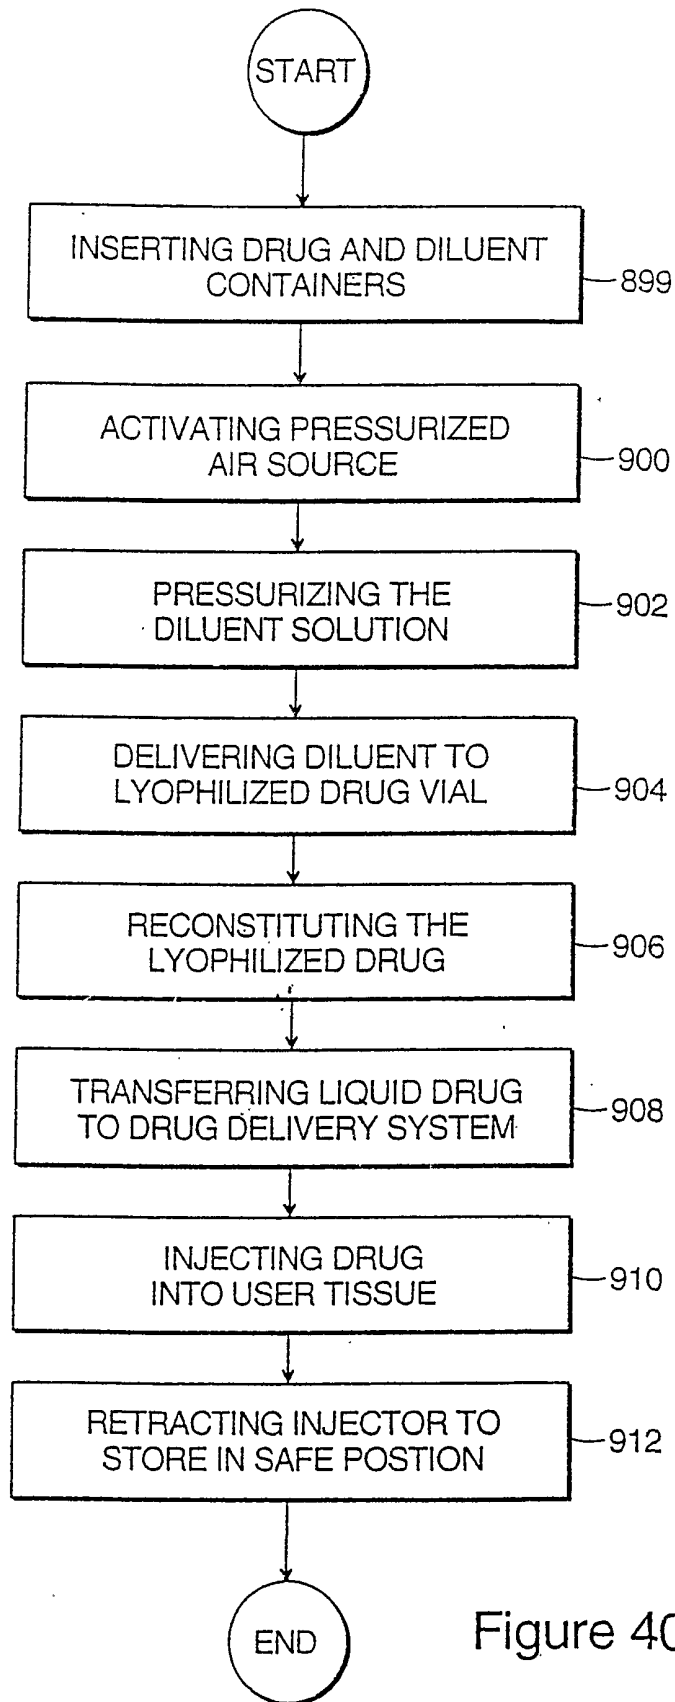 START
INSERTING DRUG AND DILUENT
CONTAINERS
899
ACTIVATING PRESSURIZED
AIR SOURCE
900
PRESSURIZING THE
DILUENT SOLUTION
902
DELIVERING DILUENT TO
LYOPHILIZED DRUG VIAL
904
RECONSTITUTING THE
LYOPHILIZED DRUG
906
TRANSFERRING LIQUID DRUG
TO DRUG DELIVERY SYSTEM
908
INJECTING DRUG
INTO USER TISSUE
910
RETRACTING INJECTOR TO
STORE IN SAFE POSTION
912
END
Figure 40